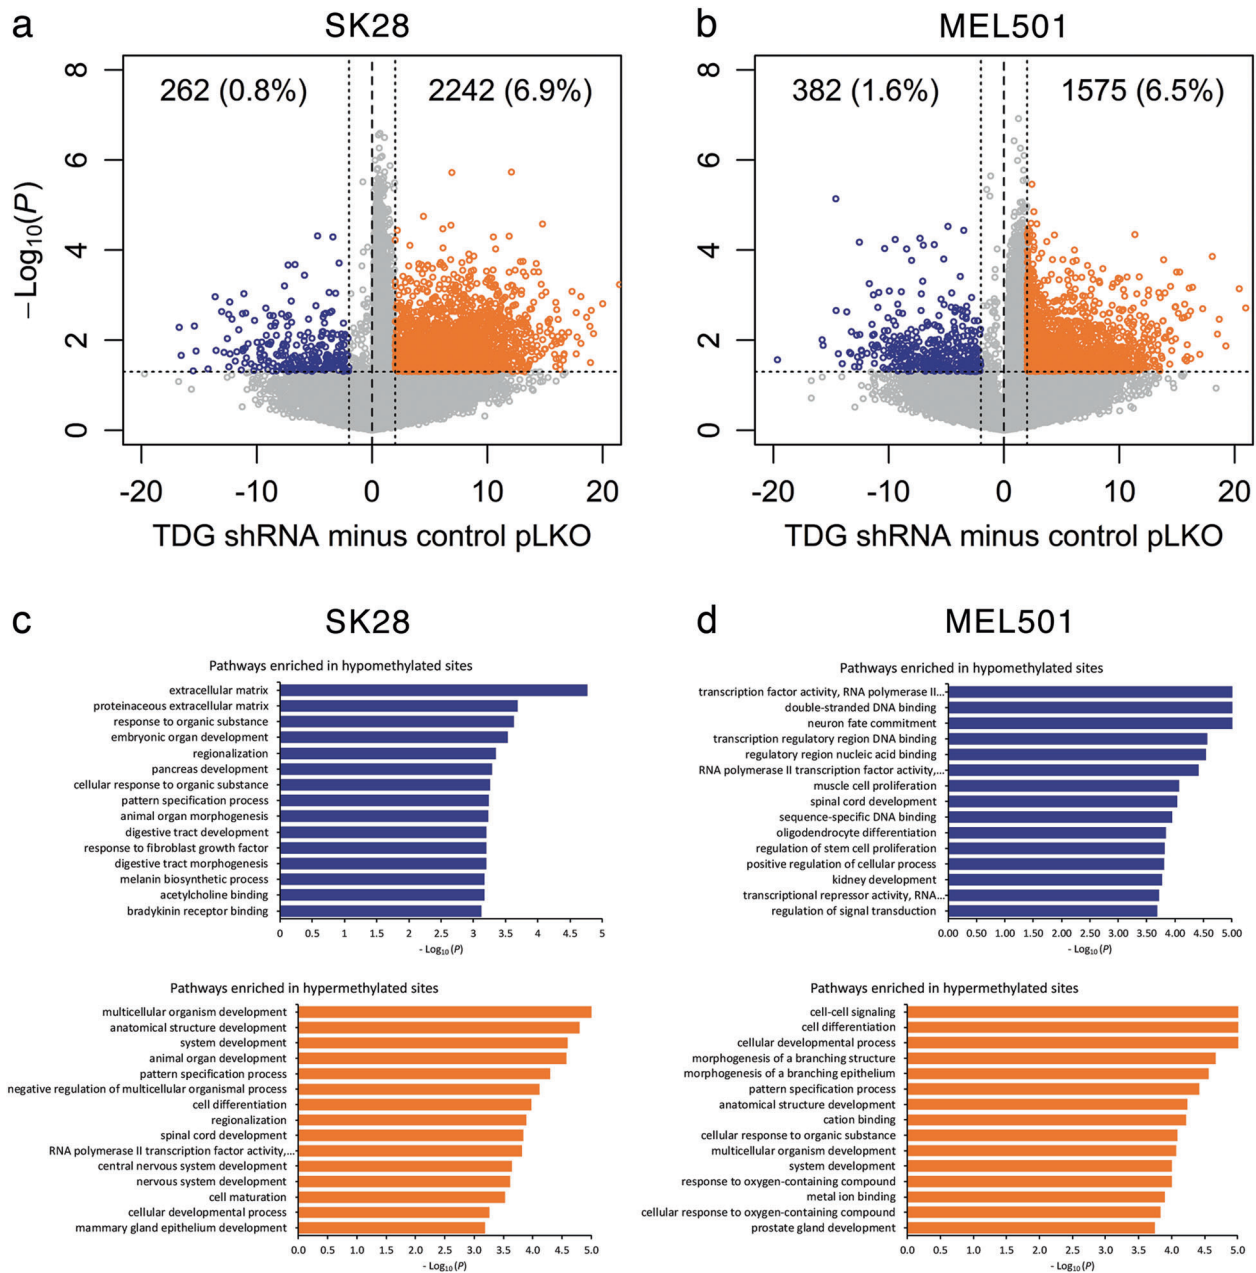 a
SK28
b
MEL501
262 (0.8%)
2242 (6.9%)
382 (1.6%)
1575 (6.5%)
−Log10(P)
8
6
4
2
0
8
6
4
2
0
-20 -10 0 10 20
-20 -10 0 10 20
TDG shRNA minus control pLKO
TDG shRNA minus control pLKO
c
SK28
Pathways enriched in hypomethylated sites
extracellular matrix
proteinaceous extracellular matrix
response to organic substance
embryonic organ development
regionalization
pancreas development
cellular response to organic substance
pattern specification process
animal organ morphogenesis
digestive tract development
response to fibroblast growth factor
digestive tract morphogenesis
melanin biosynthetic process
acetylcholine binding
bradykinin receptor binding
0 0.5 1 1.5 2 2.5 3 3.5 4 4.5 5
- Log10 (P)
Pathways enriched in hypermethylated sites
multicellular organism development
anatomical structure development
system development
animal organ development
pattern specification process
negative regulation of multicellular organismal process
cell differentiation
regionalization
spinal cord development
RNA polymerase II transcription factor activity,...
central nervous system development
nervous system development
cell maturation
cellular developmental process
mammary gland epithelium development
0.0 0.5 1.0 1.5 2.0 2.5 3.0 3.5 4.0 4.5 5.0
- Log10 (P)
d
MEL501
Pathways enriched in hypomethylated sites
transcription factor activity, RNA polymerase II...
double-stranded DNA binding
neuron fate commitment
transcription regulatory region DNA binding
regulatory region nucleic acid binding
RNA polymerase II transcription factor activity,...
muscle cell proliferation
spinal cord development
sequence-specific DNA binding
oligodendrocyte differentiation
regulation of stem cell proliferation
positive regulation of cellular process
kidney development
transcriptional repressor activity, RNA...
regulation of signal transduction
0.00 0.50 1.00 1.50 2.00 2.50 3.00 3.50 4.00 4.50 5.00
- Log10 (P)
Pathways enriched in hypermethylated sites
cell-cell signaling
cell differentiation
cellular developmental process
morphogenesis of a branching structure
morphogenesis of a branching epithelium
pattern specification process
anatomical structure development
cation binding
cellular response to organic substance
multicellular organism development
system development
response to oxygen-containing compound
metal ion binding
cellular response to oxygen-containing compound
prostate gland development
0.0 0.5 1.0 1.5 2.0 2.5 3.0 3.5 4.0 4.5 5.0
- Log10 (P)